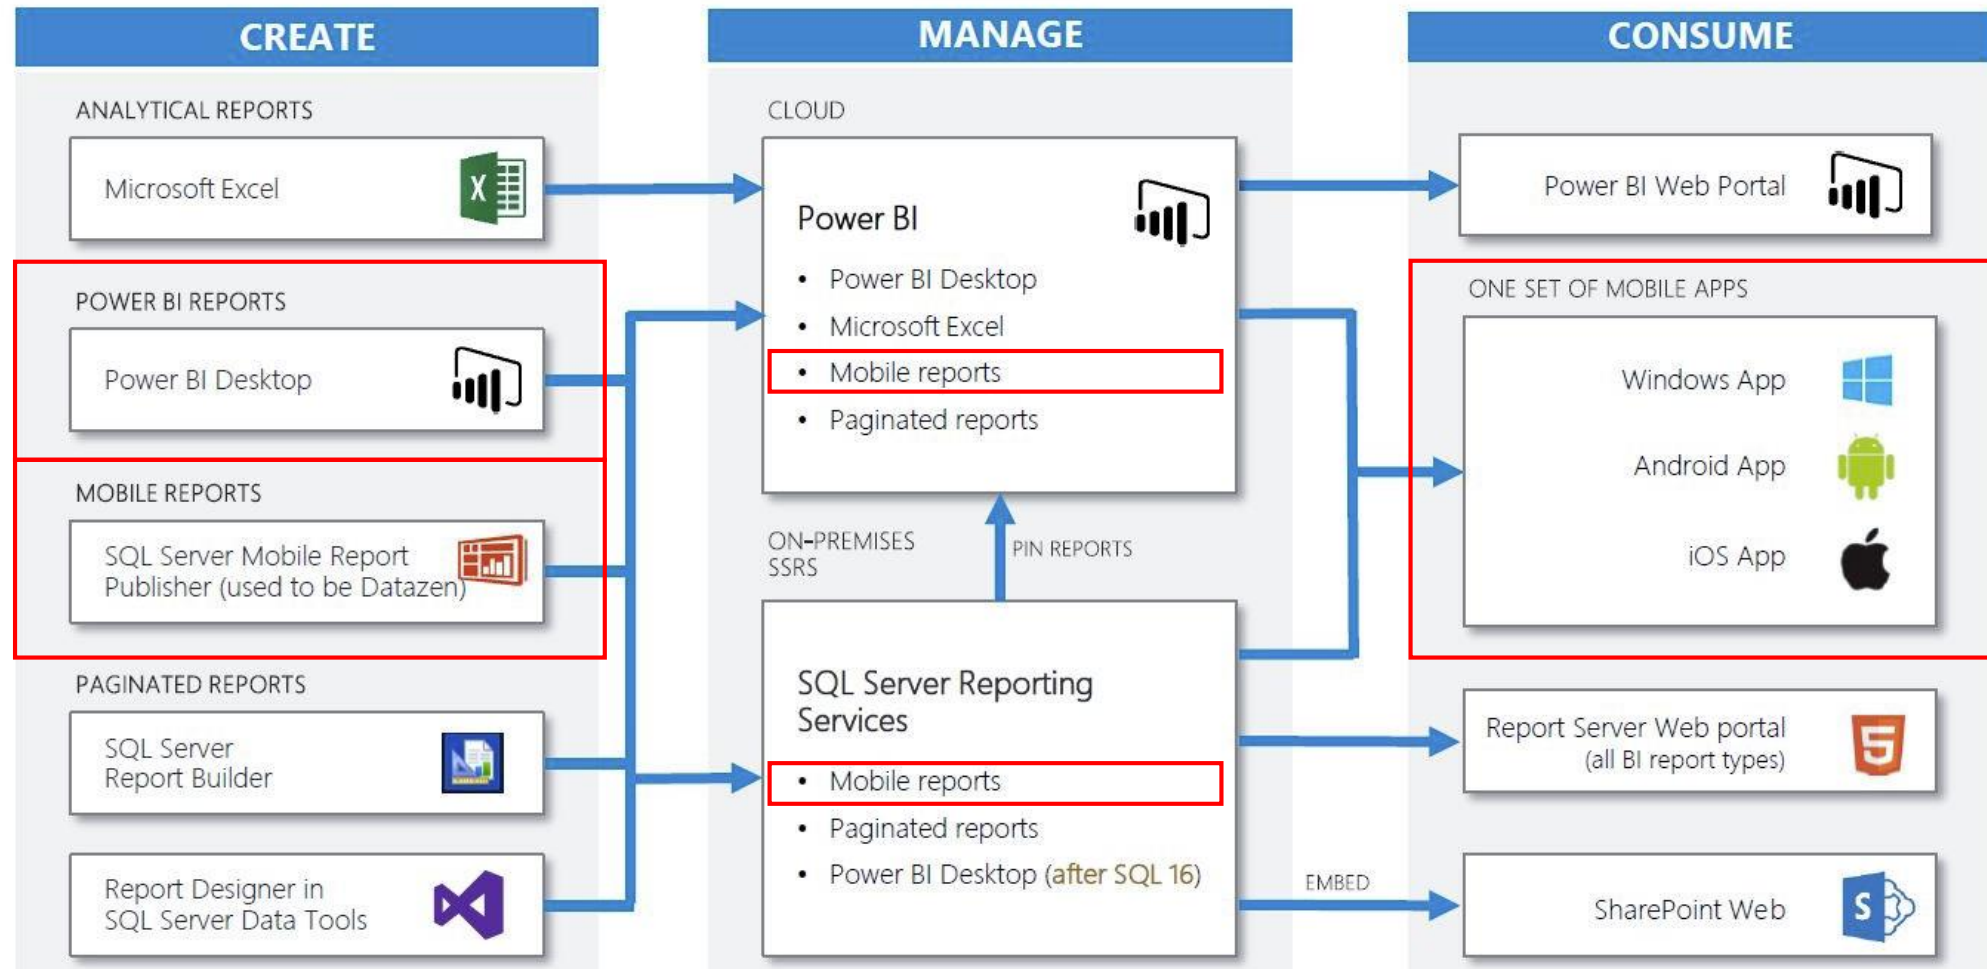 CREATE
ANALYTICAL REPORTS
Microsoft Excel
POWER BI REPORTS
Power BI Desktop
MOBILE REPORTS
SQL Server Mobile Report
Publisher (used to be Datazen)
PAGINATED REPORTS
SQL Server
Report Builder
Report Designer in
SQL Server Data Tools
MANAGE
CLOUD
Power BI
• Power BI Desktop
• Microsoft Excel
• Mobile reports
• Paginated reports
ON-PREMISES
SSRS
PIN REPORTS
SQL Server Reporting
Services
• Mobile reports
• Paginated reports
• Power BI Desktop (after SQL 16)
EMBED
CONSUME
Power BI Web Portal
ONE SET OF MOBILE APPS
Windows App
Android App
iOS App
Report Server Web portal
(all BI report types)
SharePoint Web